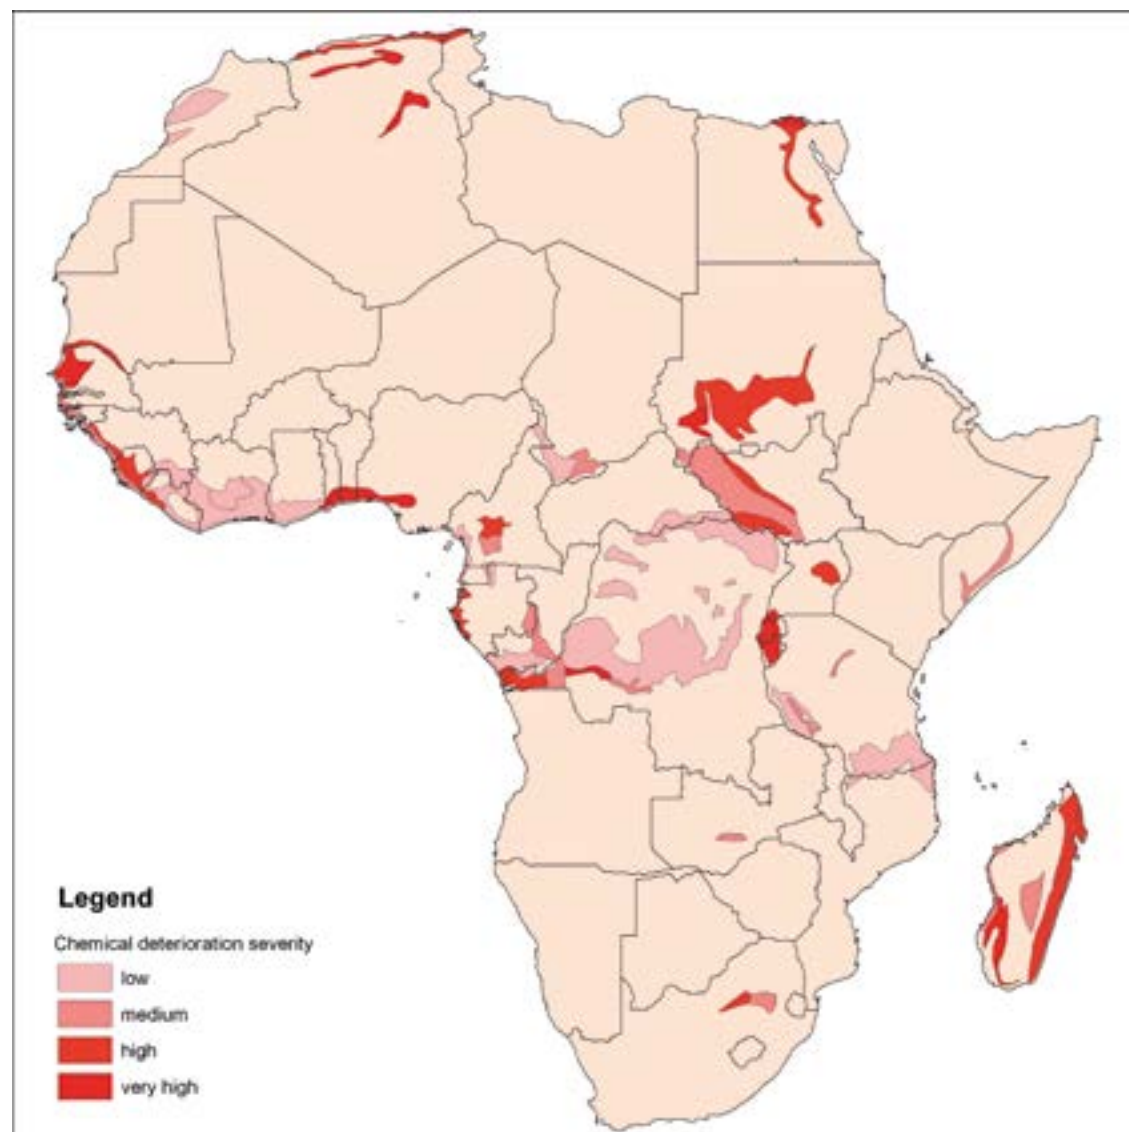 Legend
Chemical deterioration severity
low
medium
high
very high